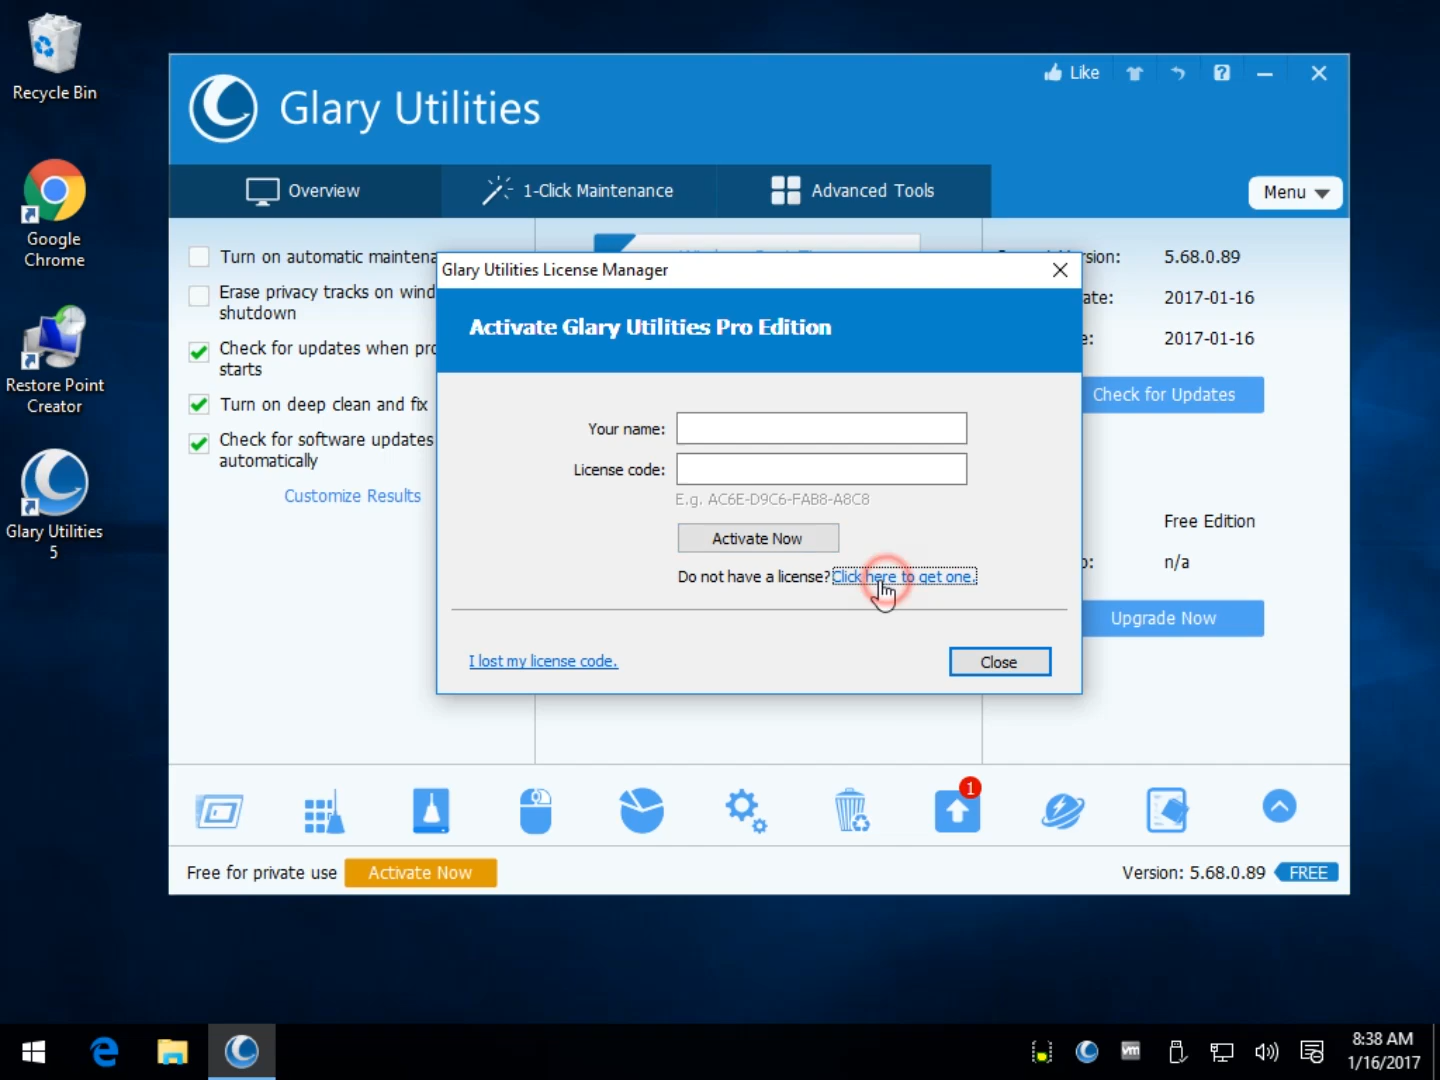 Recycle Bin
Google
Chrome
Restore Point
Creator
Glary Utilities
5
Glary Utilities
Like
Overview
1-Click Maintenance
Advanced Tools
Menu
Turn on automatic maintena
Erase privacy tracks on wind
shutdown
Check for updates when pro
starts
Turn on deep clean and fix
Check for software updates
automatically
Customize Results
Glary Utilities License Manager
Activate Glary Utilities Pro Edition
Your name:
License code:
E.g. AC6E-D9C6-FAB8-A8C8
Activate Now
Do not have a license? Click here to get one.
I lost my license code.
Close
5.68.0.89
2017-01-16
2017-01-16
Check for Updates
Free Edition
n/a
Upgrade Now
1
Free for private use
Activate Now
Version: 5.68.0.89
FREE
vm
8:38 AM
1/16/2017